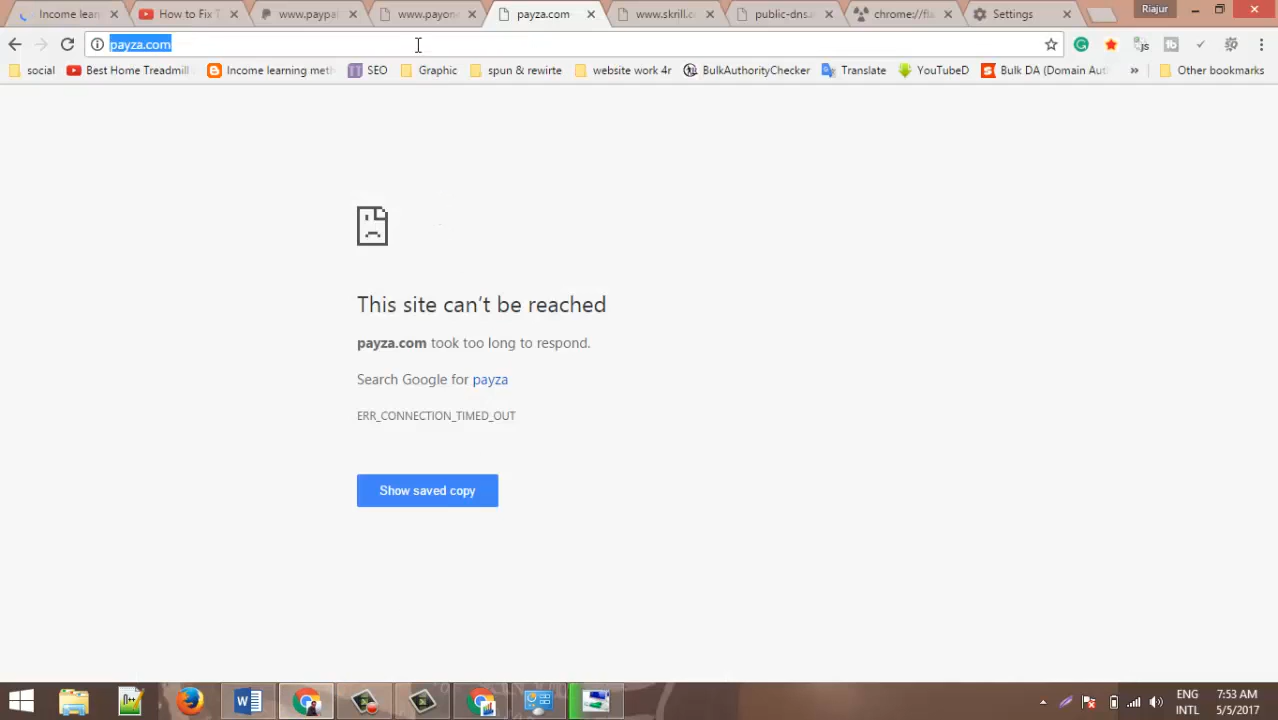 Income learn
How to Fix T
www.paypal
www.payon
payza.com
www.skrill.c
public-dns.
chrome://fla
Settings
Riajur
payza.com
social
Best Home Treadmill
Income learning meth
SEO
Graphic
spun & rewirte
website work 4r
BulkAuthorityChecker
Translate
YouTubeD
Bulk DA (Domain Aut
»
Other bookmarks
This site can't be reached
payza.com took too long to respond.
Search Google for payza
ERR_CONNECTION_TIMED_OUT
Show saved copy
ENG
INTL
7:53 AM
5/5/2017